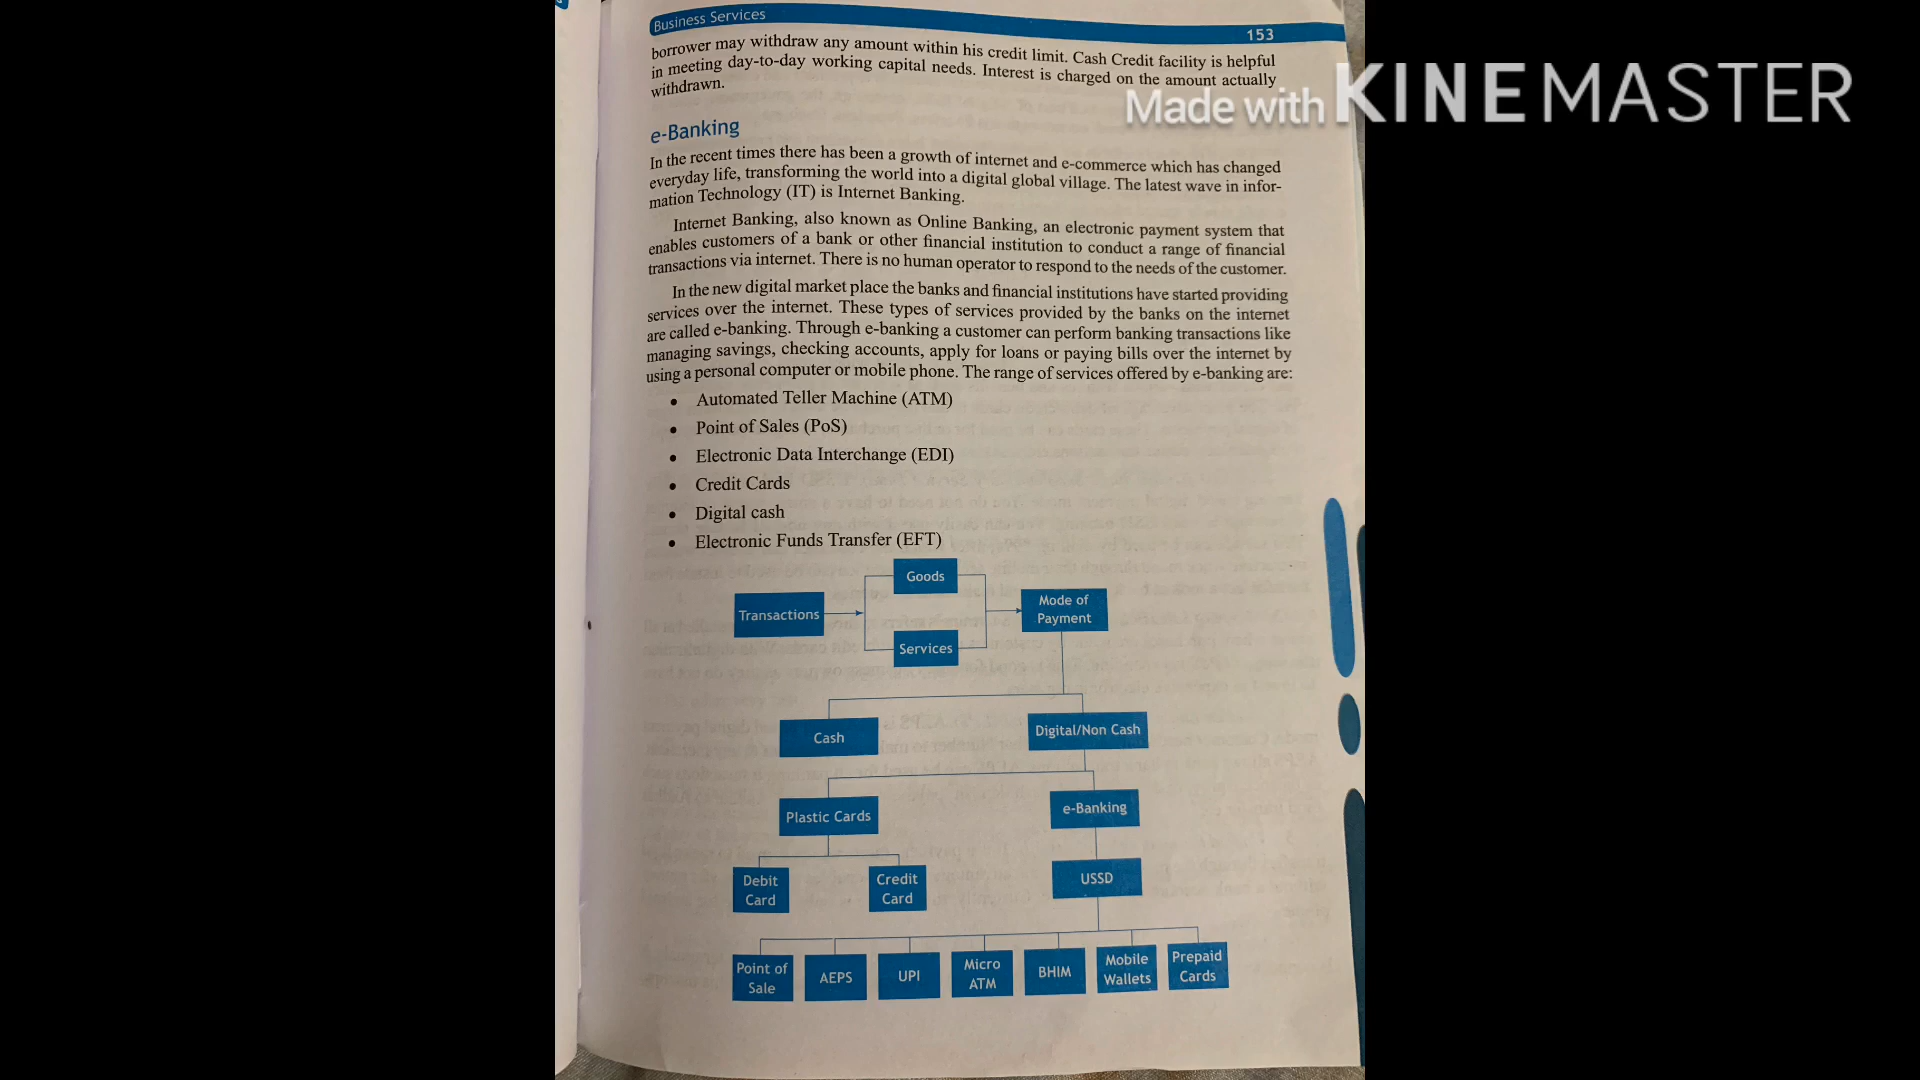 Business Services
153
borrower may withdraw any amount within his credit limit. Cash Credit facility is helpful
in meeting day-to-day working capital needs. Interest is charged on the amount actually
withdrawn.
Made with KINEMASTER
e-Banking
In the recent times there has been a growth of internet and e-commerce which has changed
everyday life, transforming the world into a digital global village. The latest wave in infor-
mation Technology (IT) is Internet Banking.
Internet Banking, also known as Online Banking, an electronic payment system that
enables customers of a bank or other financial institution to conduct a range of financial
transactions via internet. There is no human operator to respond to the needs of the customer.
In the new digital market place the banks and financial institutions have started providing
services over the internet. These types of services provided by the banks on the internet
are called e-banking. Through e-banking a customer can perform banking transactions like
managing savings, checking accounts, apply for loans or paying bills over the internet by
using a personal computer or mobile phone. The range of services offered by e-banking are:
• Automated Teller Machine (ATM)
• Point of Sales (PoS)
• Electronic Data Interchange (EDI)
• Credit Cards
• Digital cash
• Electronic Funds Transfer (EFT)
Goods
Transactions
Services
Mode of
Payment
Cash
Digital/Non Cash
Plastic Cards
e-Banking
Debit
Card
Credit
Card
USSD
Point of
Sale
AEPS
UPI
Micro
ATM
BHIM
Mobile
Wallets
Prepaid
Cards